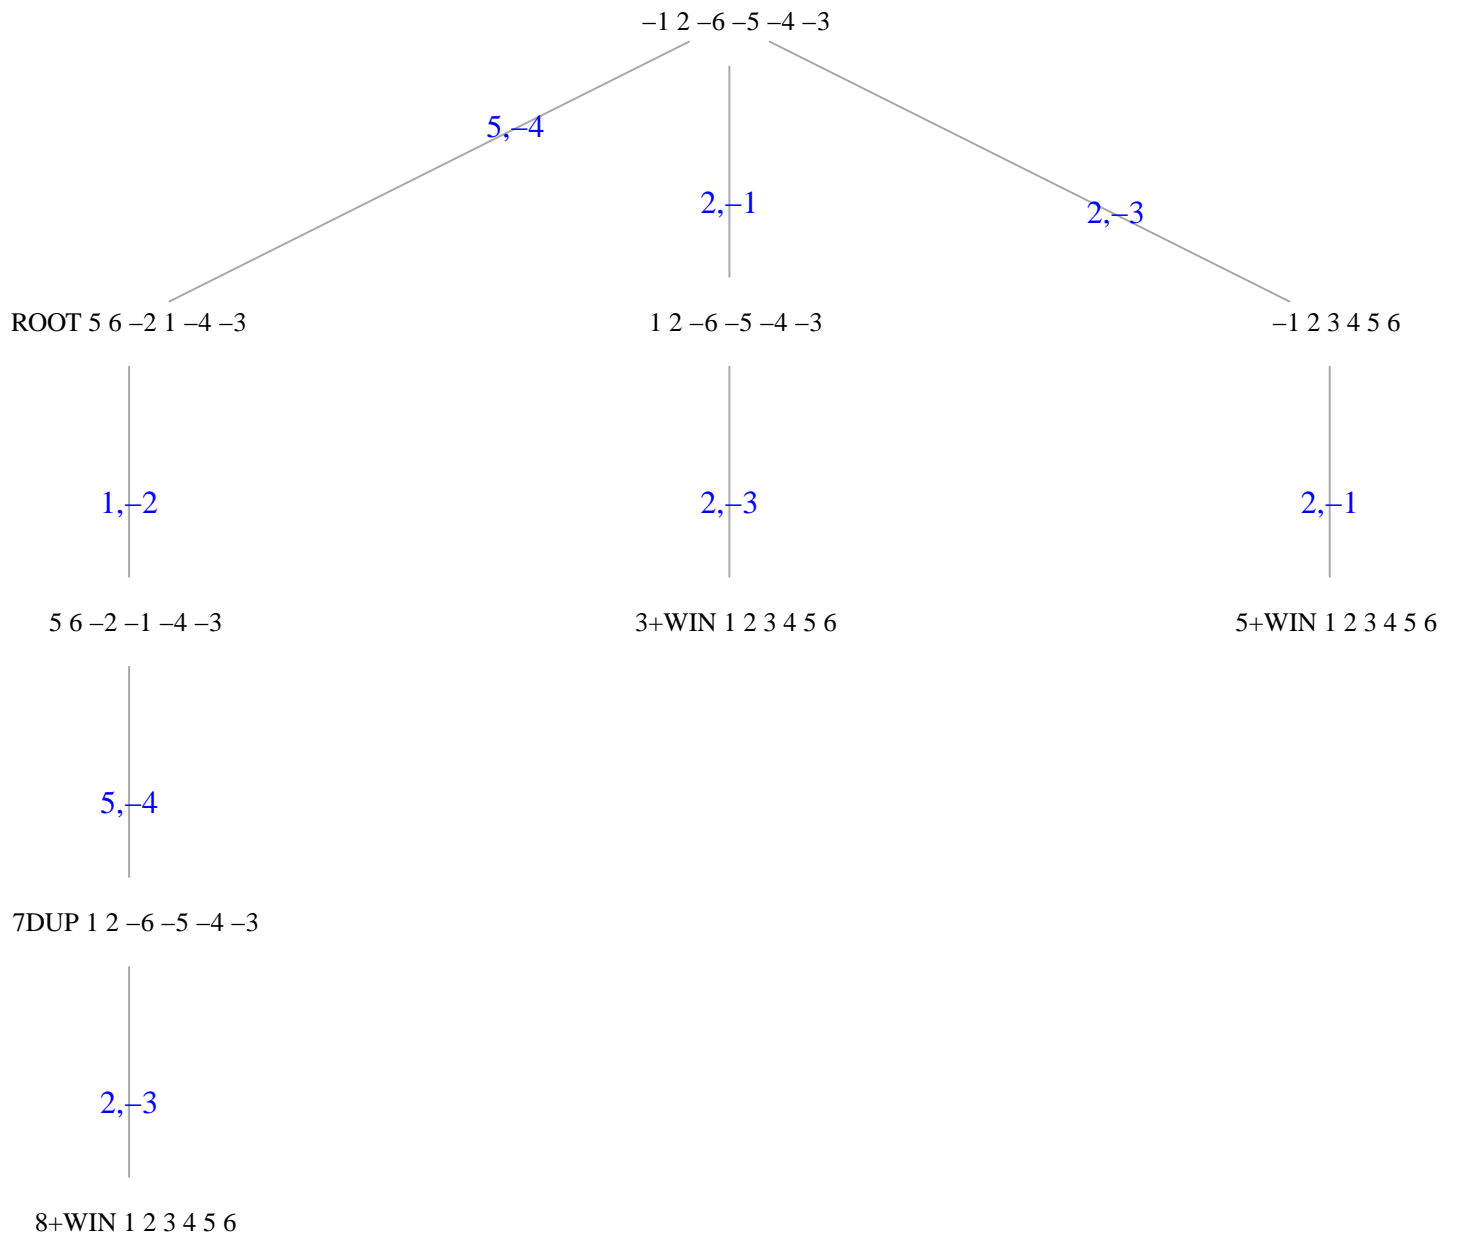 –1 2 –6 –5 –4 –3
5,–4
2,–1
2,–3
ROOT 5 6 –2 1 –4 –3
1 2 –6 –5 –4 –3
–1 2 3 4 5 6
1,–2
2,–3
2,–1
5 6 –2 –1 –4 –3
3+WIN 1 2 3 4 5 6
5+WIN 1 2 3 4 5 6
5,–4
7DUP 1 2 –6 –5 –4 –3
2,–3
8+WIN 1 2 3 4 5 6